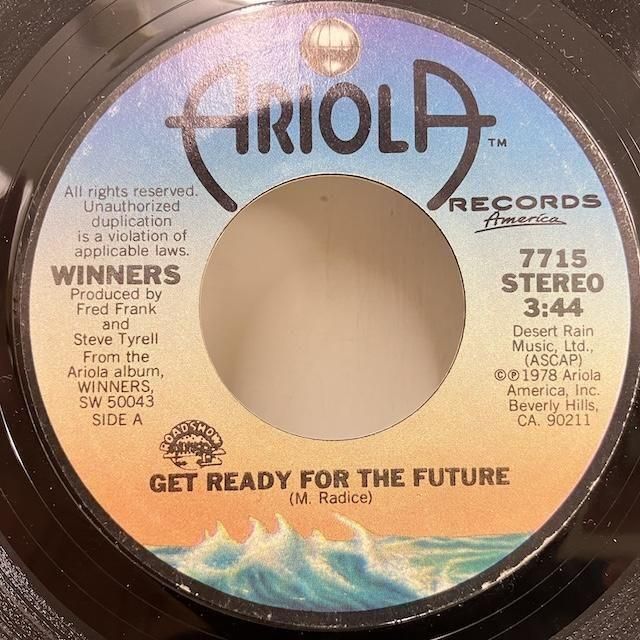 ARIOLA TM
RECORDS
America
All rights reserved.
Unauthorized
duplication
is a violation of
applicable laws.
WINNERS
Produced by
Fred Frank
and
Steve Tyrell
From the
Ariola album,
WINNERS,
SW 50043
SIDE A
7715
STEREO
3:44
Desert Rain
Music, Ltd.,
(ASCAP)
©℗1978 Ariola
America, Inc.
Beverly Hills,
CA. 90211
ROADSHOW
GET READY FOR THE FUTURE
(M. Radice)